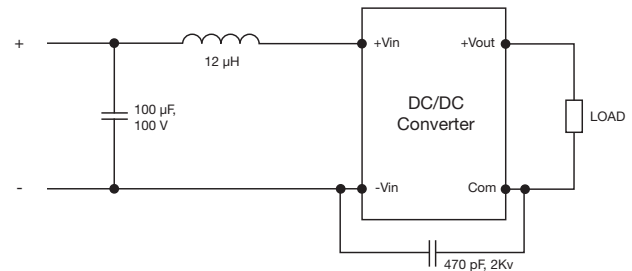 +
12 µH
+Vin
+Vout
100 µF,
100 V
DC/DC
Converter
LOAD
-
-Vin
Com
470 pF, 2Kv